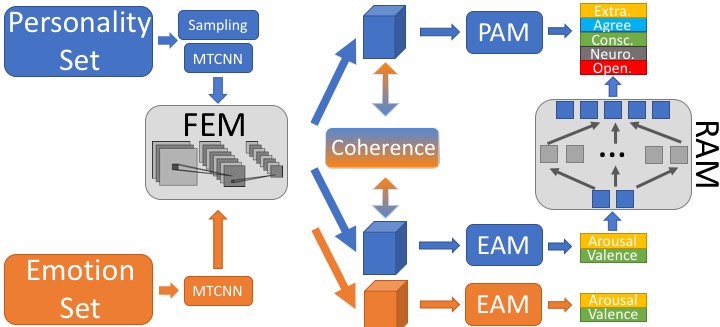 Personality
Set
Sampling
MTCNN
FEM
Emotion
Set
MTCNN
Coherence
PAM
Extra.
Agree
Consc.
Neuro.
Open.
RAM
...
EAM
Arousal
Valence
EAM
Arousal
Valence